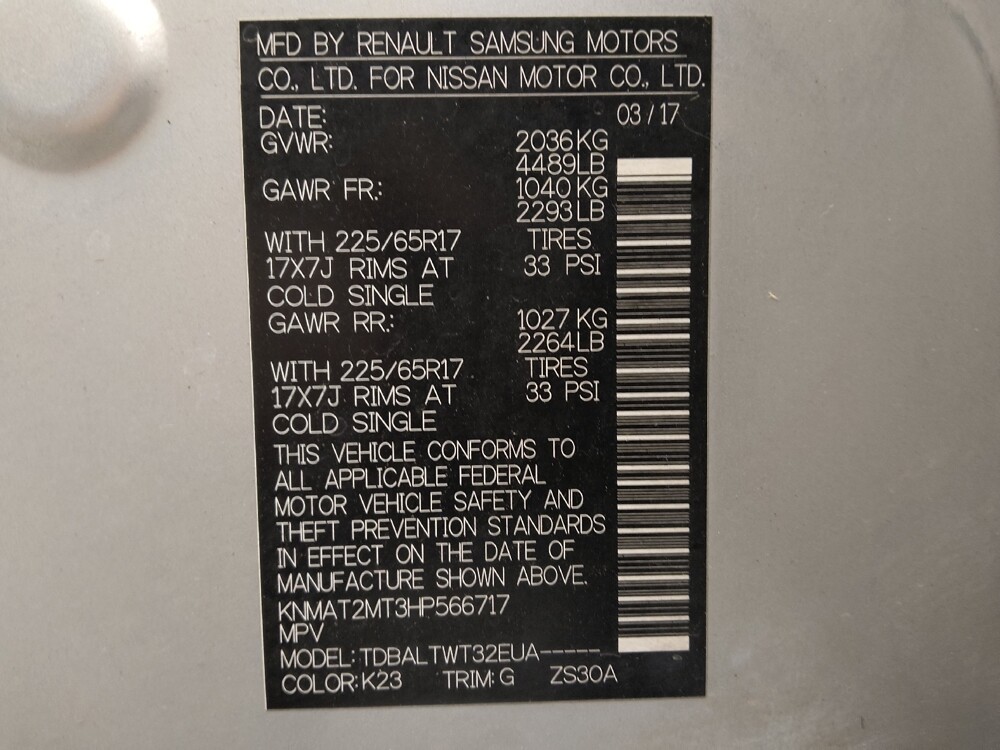 MFD BY RENAULT SAMSUNG MOTORS
CO., LTD. FOR NISSAN MOTOR CO., LTD.
DATE: 03 / 17
GVWR: 2036 KG
4489LB
GAWR FR.: 1040 KG
2293 LB
WITH 225/65R17 TIRES
17X7J RIMS AT 33 PSI
COLD SINGLE
GAWR RR.: 1027 KG
2264LB
WITH 225/65R17 TIRES
17X7J RIMS AT 33 PSI
COLD SINGLE
THIS VEHICLE CONFORMS TO
ALL APPLICABLE FEDERAL
MOTOR VEHICLE SAFETY AND
THEFT PREVENTION STANDARDS
IN EFFECT ON THE DATE OF
MANUFACTURE SHOWN ABOVE.
KNMAT2MT3HP566717
MPV
MODEL: TDBALTWT32EUA-----
COLOR: K23 TRIM: G ZS30A